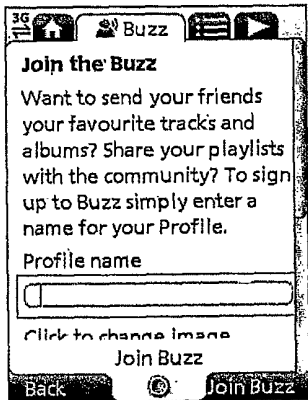 3G
Buzz
Join the Buzz
Want to send your friends
your favourite tracks and
albums? Share your playlists
with the community? To sign
up to Buzz simply enter a
name for your Profile.
Profile name
Click to change image
Join Buzz
Back
Join Buzz